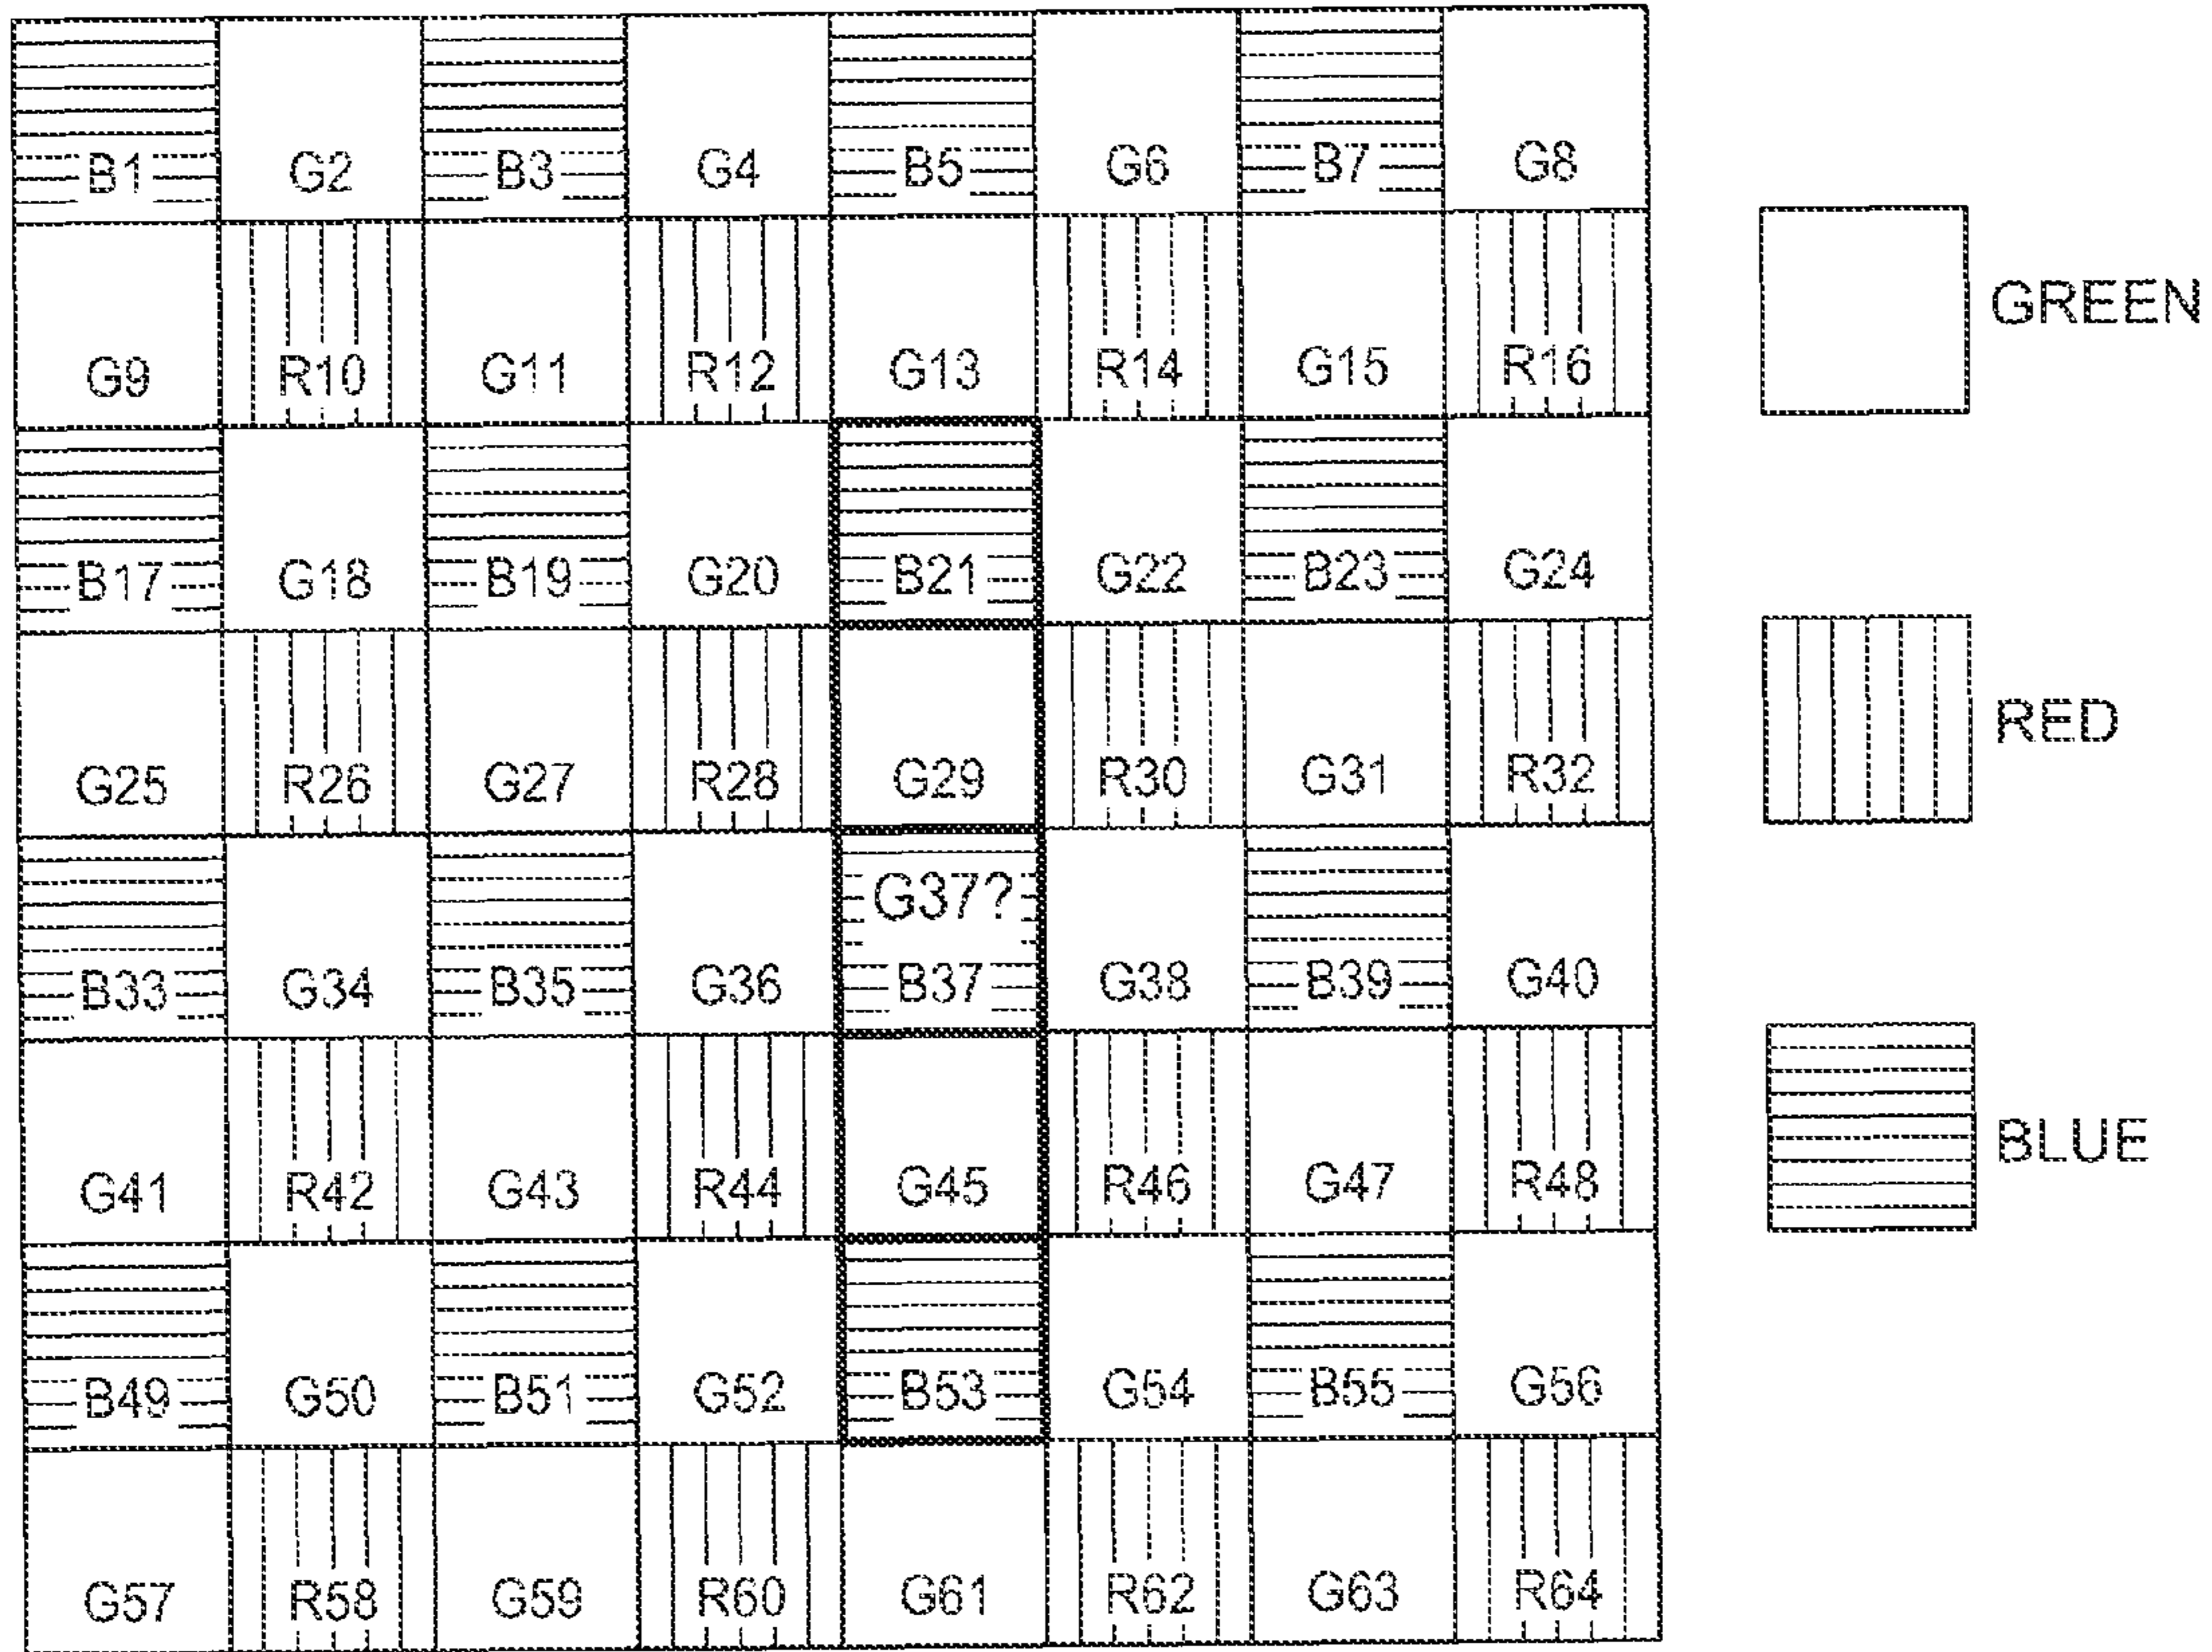 B1 G2 B3 G4 B5 G6 B7 G8
G9 R10 G11 R12 G13 R14 G15 R16
GREEN
B17 G18 B19 G20 B21 G22 B23 G24
G25 R26 G27 R28 G29 R30 G31 R32
RED
G37?
B33 G34 B35 G36 B37 G38 B39 G40
G41 R42 G43 R44 G45 R46 G47 R48
BLUE
B49 G50 B51 G52 B53 G54 B55 G56
G57 R58 G59 R60 G61 R62 G63 R64